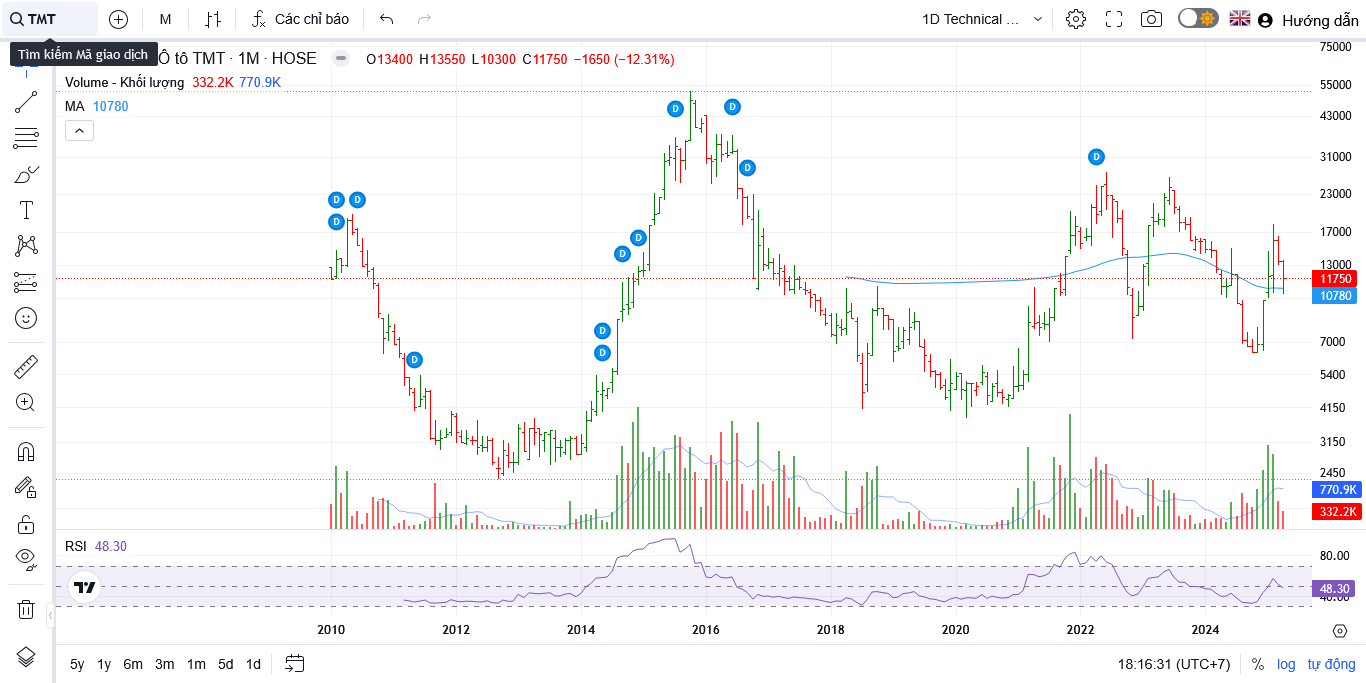 TMT M Các chỉ báo 1D Technical ... Hướng dẫn
Tìm kiếm Mã giao dịch
Ô tô TMT · 1M · HOSE O13400 H13550 L10300 C11750 −1650 (−12.31%)
Volume - Khối lượng 332.2K 770.9K
MA 10780
75000
55000
43000
31000
23000
17000
13000
11750
10780
7000
5400
4150
3150
2450
770.9K
332.2K
D D D D D D D D D D D D D
RSI 48.30
80.00
48.30
40.00
2010 2012 2014 2016 2018 2020 2022 2024
5y 1y 6m 3m 1m 5d 1d 18:16:31 (UTC+7) % log tự động